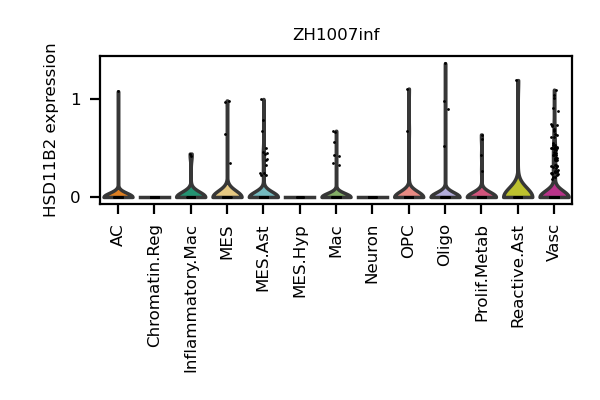 ZH1007inf
HSD11B2 expression
1
0
AC
Chromatin.Reg
Inflammatory.Mac
MES
MES.Ast
MES.Hyp
Mac
Neuron
OPC
Oligo
Prolif.Metab
Reactive.Ast
Vasc